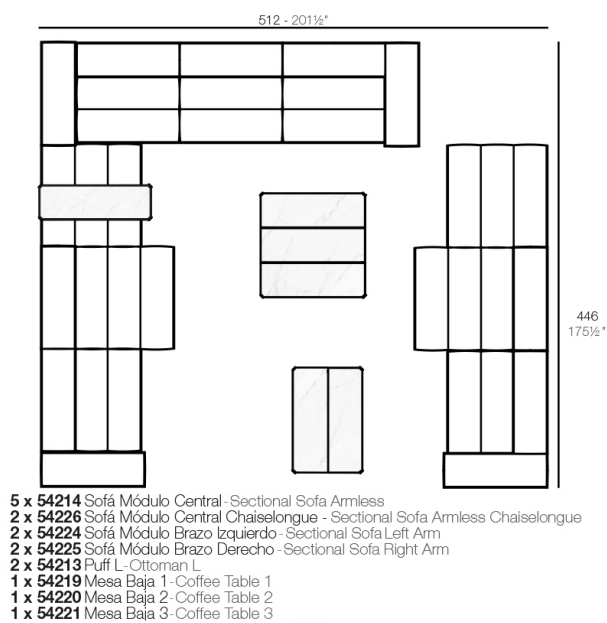 512 - 201½"
446
175½"
5 x 54214 Sofá Módulo Central - Sectional Sofa Armless
2 x 54226 Sofá Módulo Central Chaiselongue - Sectional Sofa Armless Chaiselongue
2 x 54224 Sofá Módulo Brazo Izquierdo - Sectional Sofa Left Arm
2 x 54225 Sofá Módulo Brazo Derecho - Sectional Sofa Right Arm
2 x 54213 Puff L - Ottoman L
1 x 54219 Mesa Baja 1 - Coffee Table 1
1 x 54220 Mesa Baja 2 - Coffee Table 2
1 x 54221 Mesa Baja 3 - Coffee Table 3